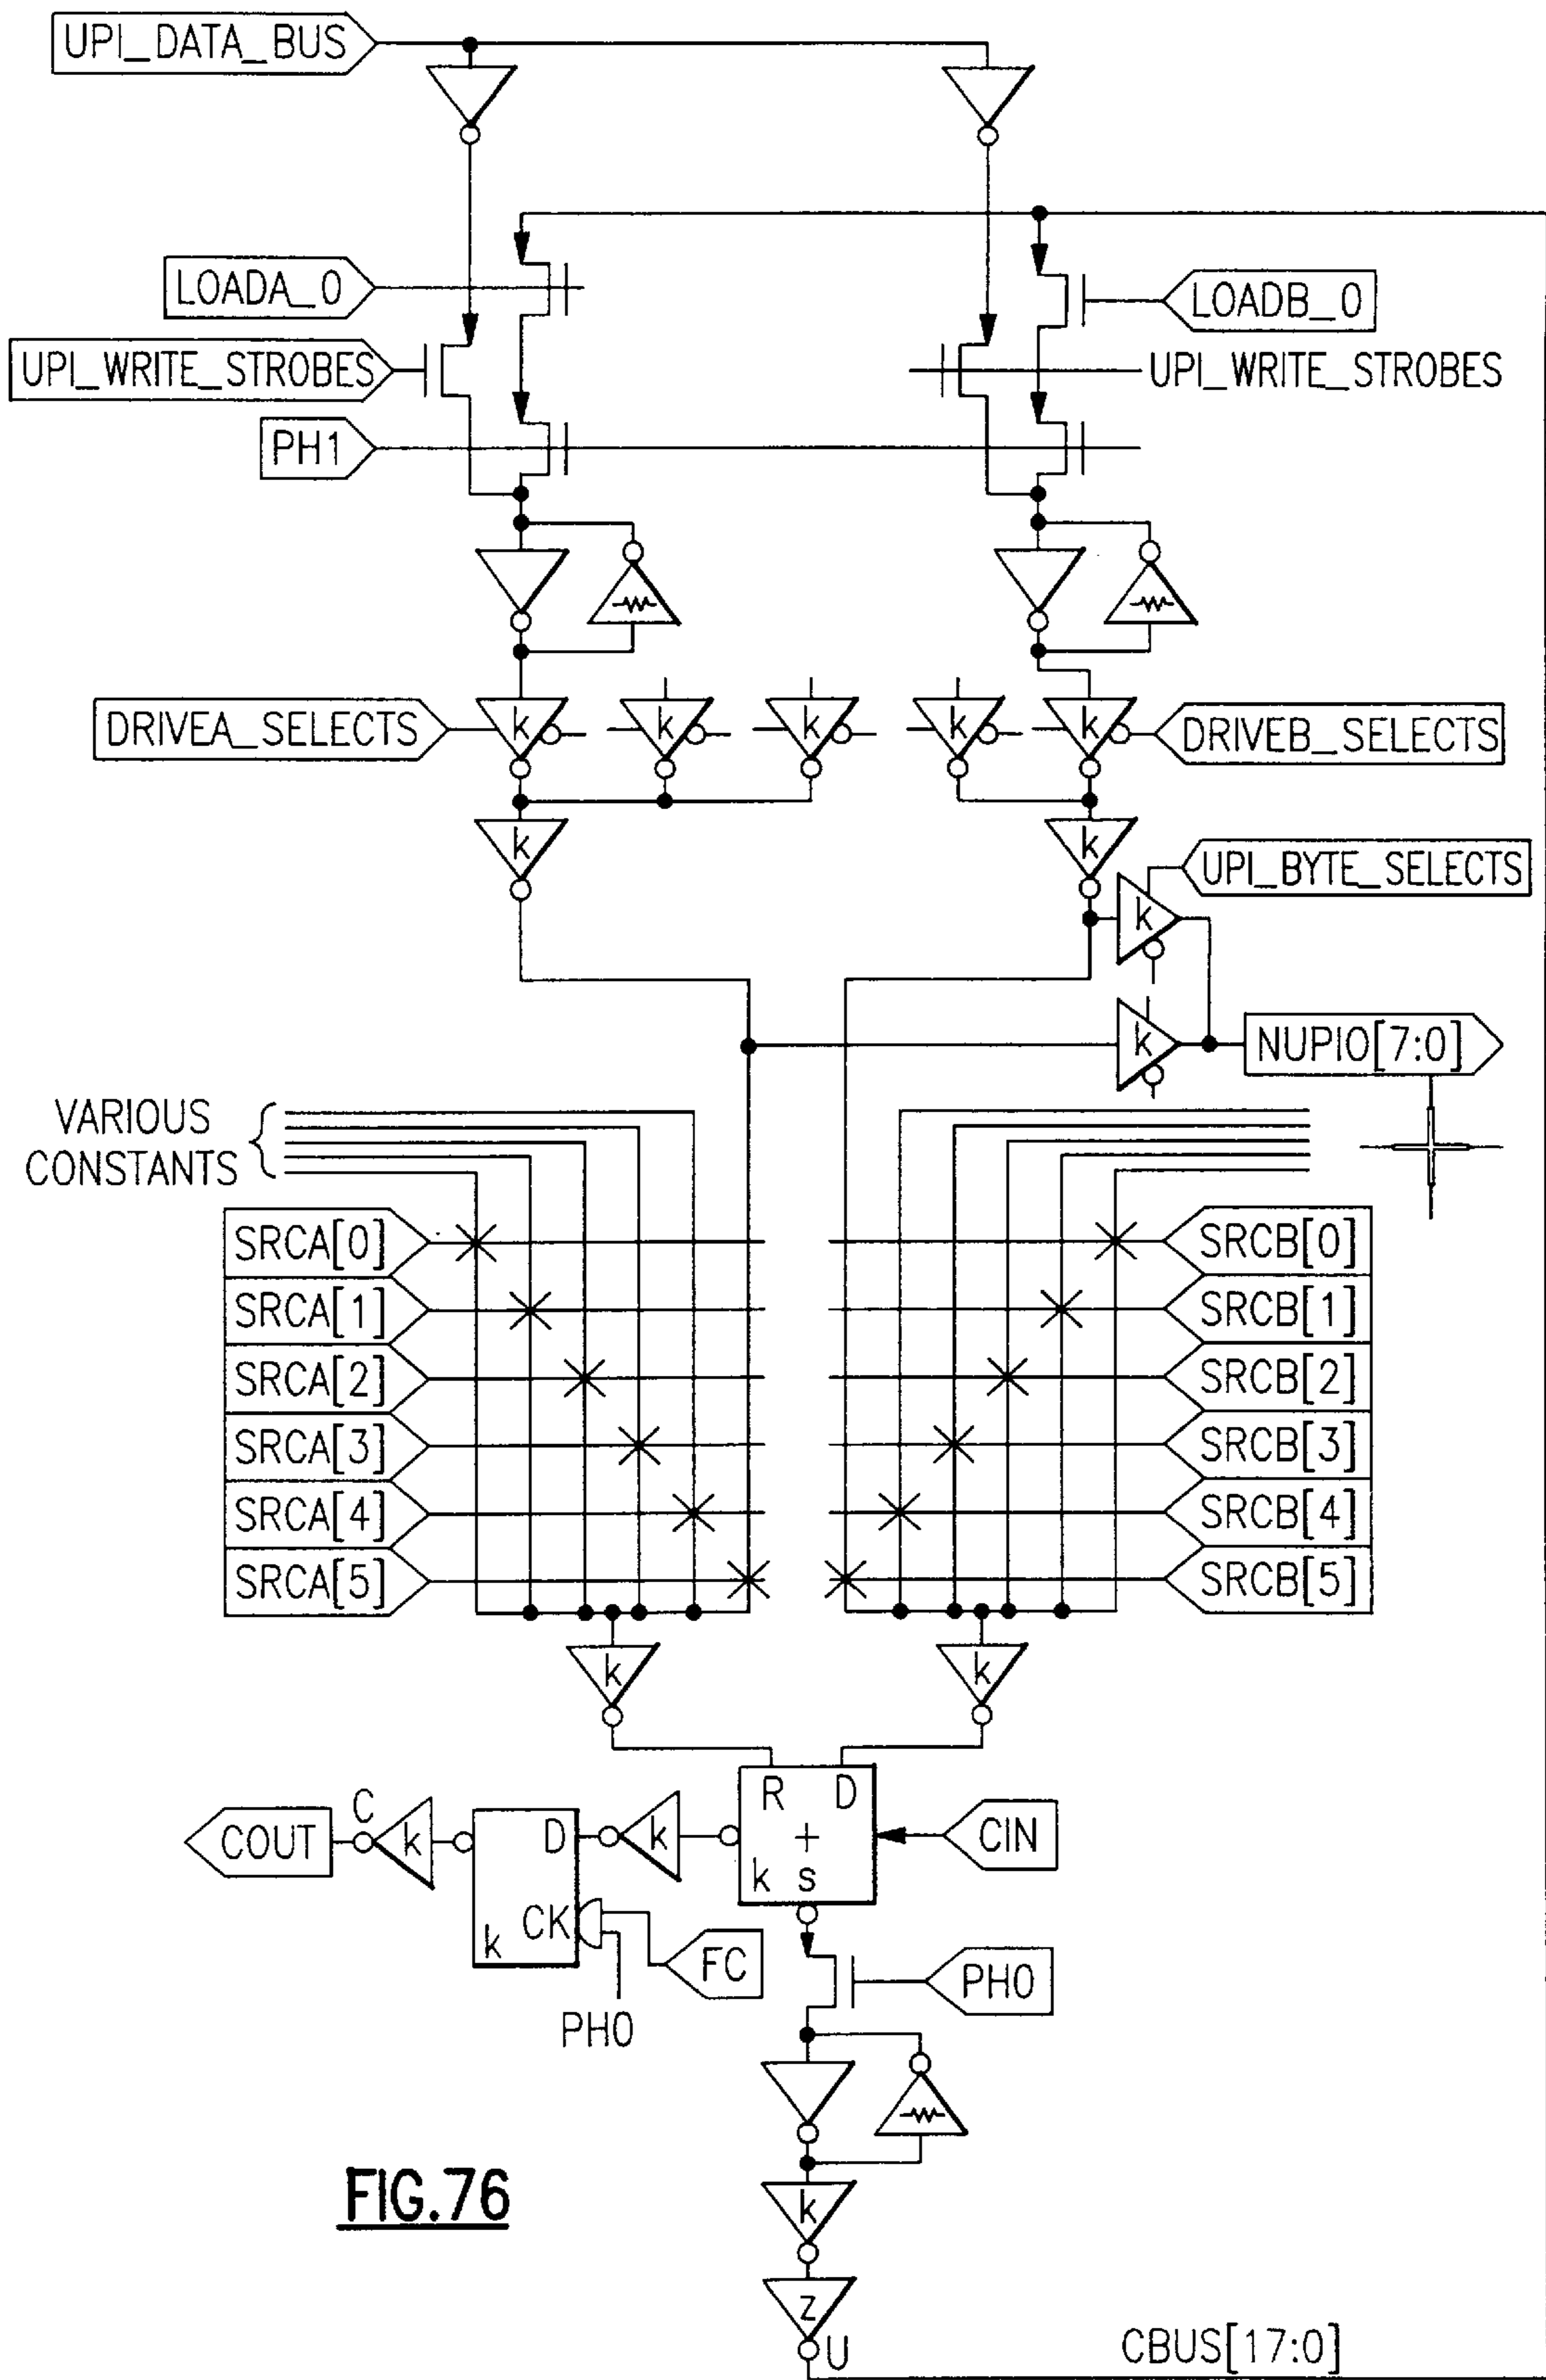 UPI_DATA_BUS
LOADA_0
LOADB_0
UPI_WRITE_STROBES
UPI_WRITE_STROBES
PH1
DRIVEA_SELECTS
k
k
k
k
k
DRIVEB_SELECTS
k
k
UPI_BYTE_SELECTS
k
k
NUPIO[7:0]
VARIOUS
CONSTANTS
SRCA[0]
SRCB[0]
SRCA[1]
SRCB[1]
SRCA[2]
SRCB[2]
SRCA[3]
SRCB[3]
SRCA[4]
SRCB[4]
SRCA[5]
SRCB[5]
k
k
R D
COUT
C
k
D
k
+
CIN
k s
CK
k
FC
PH0
PH0
k
z
U
FIG.76
CBUS[17:0]